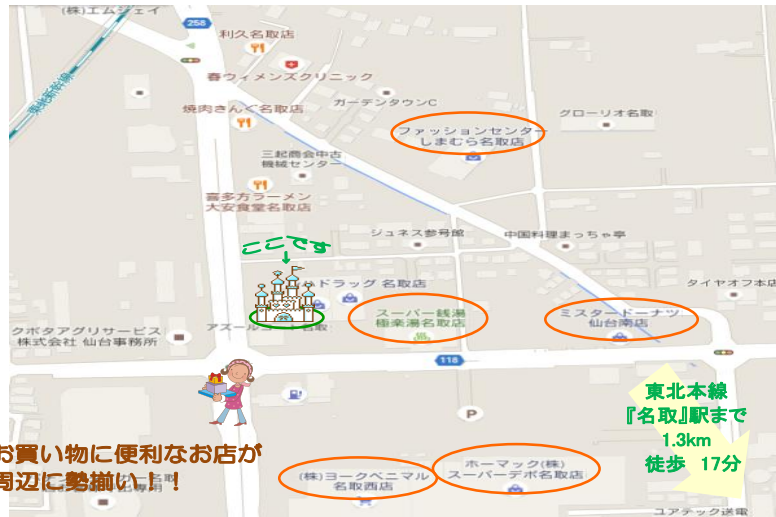 (株)エムジェイ
258
利久名取店
春ウィメンズクリニック
ガーデンタウンC
焼肉きんぐ名取店
グローリオ名取
ファッションセンター
しまむら名取店
三起商会中古
機械センター
喜多方ラーメン
大安食堂名取店
ジュネス参号館
中国料理まっちゃ亭
ここです
↓
ドラッグ 名取店
タイヤオフ本店
スーパー銭湯
極楽湯名取店
ミスタードーナツ
仙台南店
クボタアグリサービス
株式会社 仙台事務所
118
P
東北本線
『名取』駅まで
1.3km
徒歩 17分
お買い物に便利なお店が
周辺に勢揃い!!
(株)ヨークベニマル
名取西店
ホーマック(株)
スーパーデポ名取店
ユアテック送電